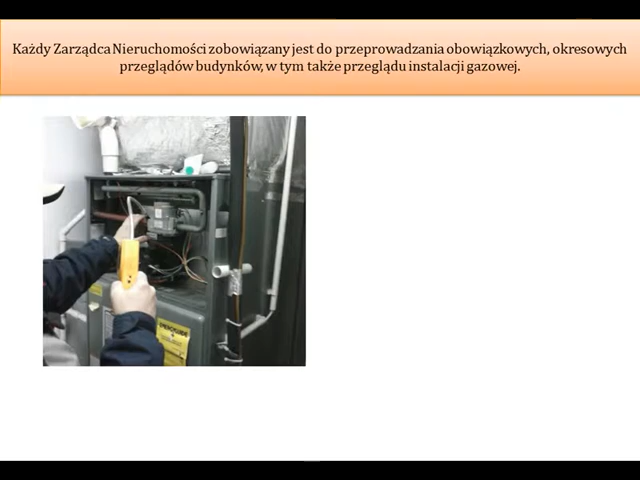 Każdy Zarządca Nieruchomości zobowiązany jest do przeprowadzania obowiązkowych, okresowych
przeglądów budynków, w tym także przeglądu instalacji gazowej.